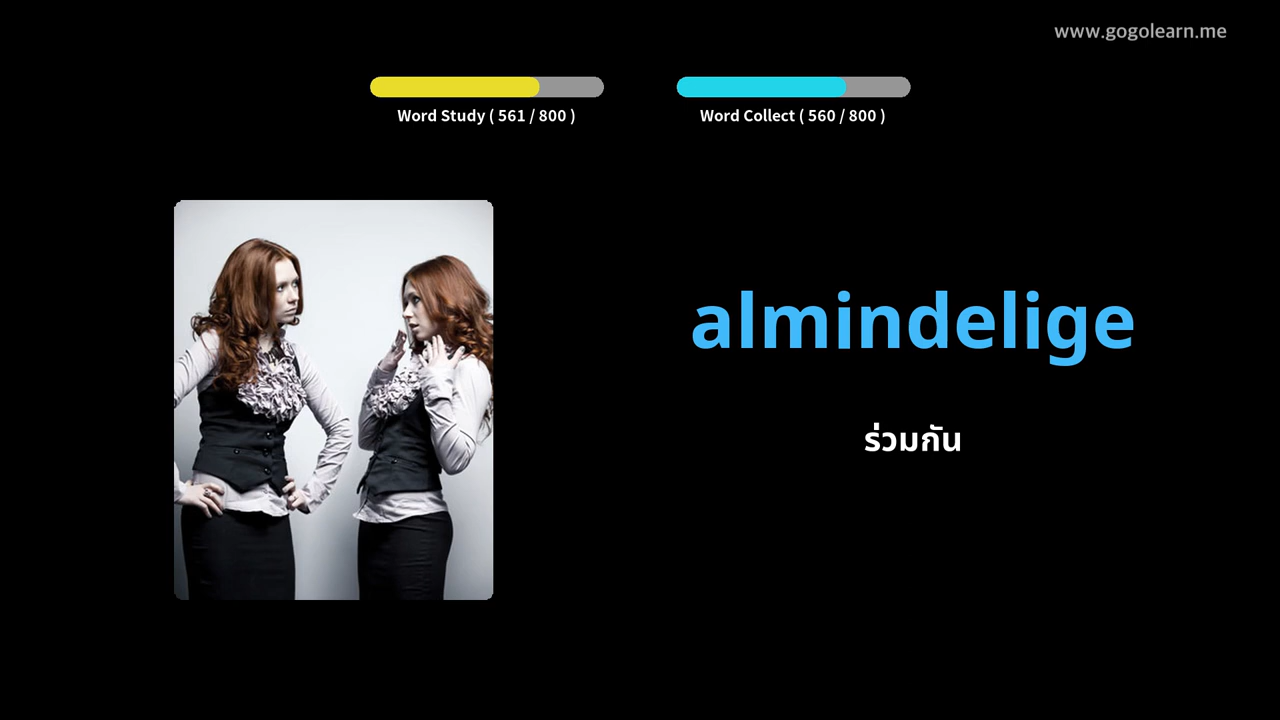 www.gogolearn.me
Word Study ( 561 / 800 )
Word Collect ( 560 / 800 )
almindelige
ร่วมกัน